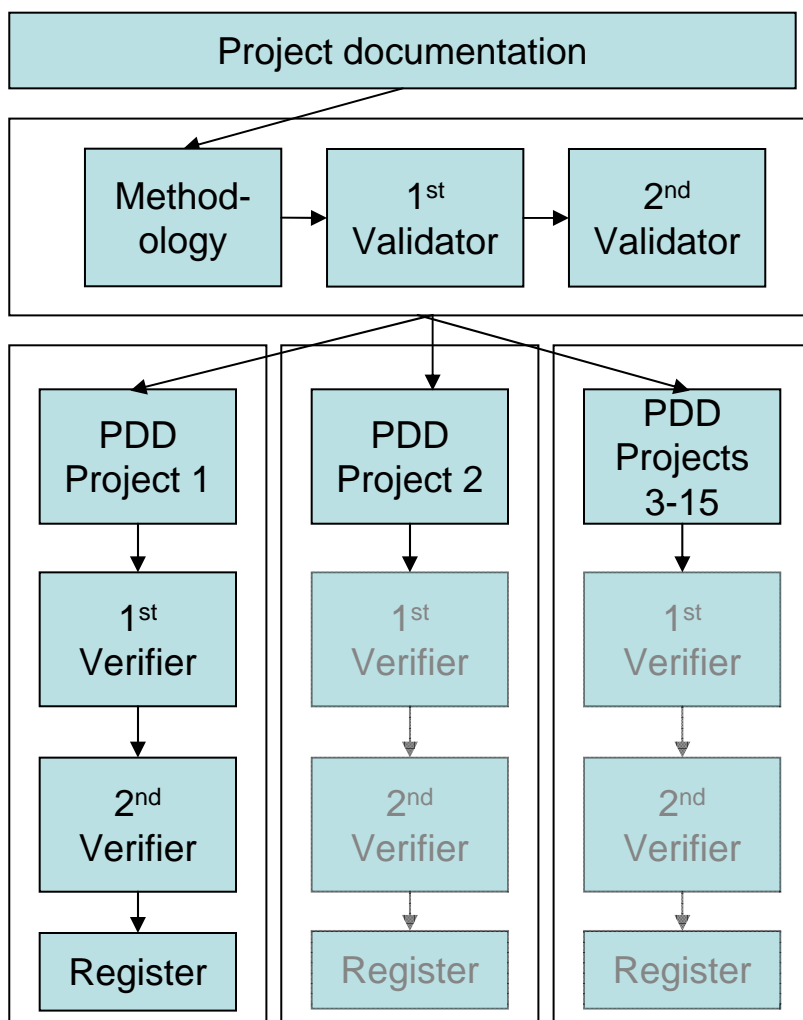 Project documentation
Method-
ology
1st
Validator
2nd
Validator
PDD
Project 1
PDD
Project 2
PDD
Projects
3-15
1st
Verifier
1st
Verifier
1st
Verifier
2nd
Verifier
2nd
Verifier
2nd
Verifier
Register
Register
Register